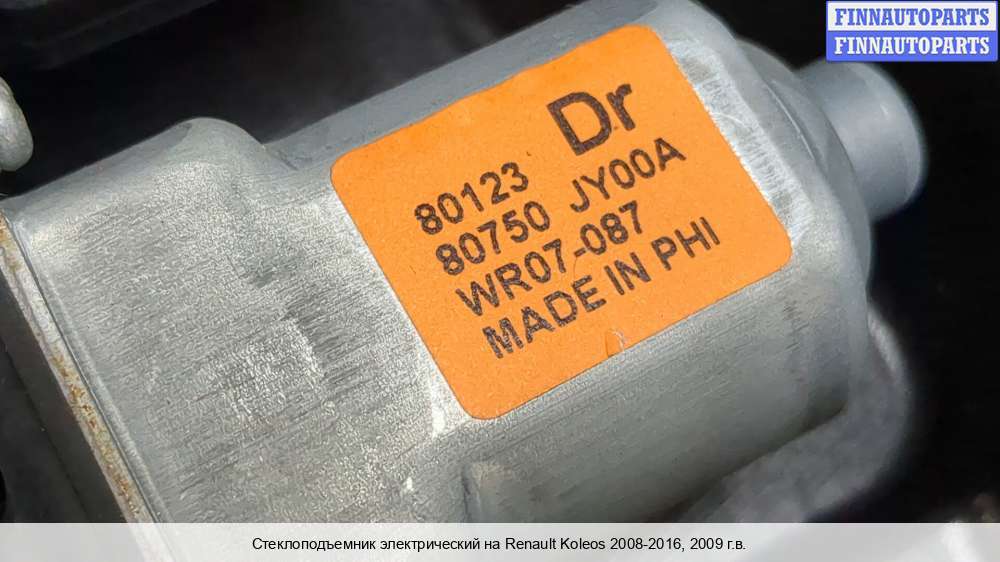 FINNAUTOPARTS
FINNAUTOPARTS
Dr
80123
80750 JY00A
WR07-087
MADE IN PHI
Стеклоподъемник электрический на Renault Koleos 2008-2016, 2009 г.в.